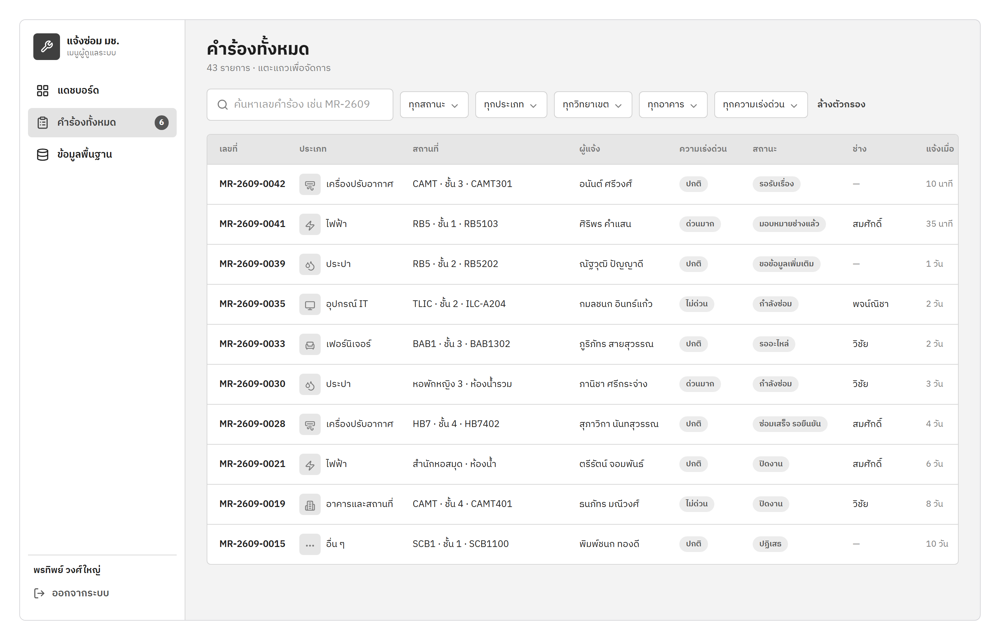 แจ้งซ่อม มช.
เมนูผู้ดูแลระบบ
แดชบอร์ด
คำร้องทั้งหมด 6
ข้อมูลพื้นฐาน
พรทิพย์ วงศ์ใหญ่
ออกจากระบบ
คำร้องทั้งหมด
43 รายการ · แตะแถวเพื่อจัดการ
ค้นหาเลขคำร้อง เช่น MR-2609 ทุกสถานะ ทุกประเภท ทุกวิทยาเขต ทุกอาคาร ทุกความเร่งด่วน ล้างตัวกรอง
เลขที่ ประเภท สถานที่ ผู้แจ้ง ความเร่งด่วน สถานะ ช่าง แจ้งเมื่อ
MR-2609-0042 เครื่องปรับอากาศ CAMT · ชั้น 3 · CAMT301 อนันต์ ศรีวงศ์ ปกติ รอรับเรื่อง — 10 นาที
MR-2609-0041 ไฟฟ้า RB5 · ชั้น 1 · RB5103 ศิริพร คำแสน ด่วนมาก มอบหมายช่างแล้ว สมศักดิ์ 35 นาที
MR-2609-0039 ประปา RB5 · ชั้น 2 · RB5202 ณัฐวุฒิ ปัญญาดี ปกติ ขอข้อมูลเพิ่มเติม — 1 วัน
MR-2609-0035 อุปกรณ์ IT TLIC · ชั้น 2 · ILC-A204 กมลชนก อินทร์แก้ว ไม่ด่วน กำลังซ่อม พจน์ณิชา 2 วัน
MR-2609-0033 เฟอร์นิเจอร์ BAB1 · ชั้น 3 · BAB1302 ภูริภัทร สายสุวรรณ ปกติ รออะไหล่ วิชัย 2 วัน
MR-2609-0030 ประปา หอพักหญิง 3 · ห้องน้ำรวม ภานิชา ศรีกระจ่าง ด่วนมาก กำลังซ่อม วิชัย 3 วัน
MR-2609-0028 เครื่องปรับอากาศ HB7 · ชั้น 4 · HB7402 สุภาวิกา นันทสุวรรณ ปกติ ซ่อมเสร็จ รอยืนยัน สมศักดิ์ 4 วัน
MR-2609-0021 ไฟฟ้า สำนักหอสมุด · ห้องน้ำ ตรีรัตน์ จอมพันธ์ ปกติ ปิดงาน สมศักดิ์ 6 วัน
MR-2609-0019 อาคารและสถานที่ CAMT · ชั้น 4 · CAMT401 ธนภัทร มณีวงศ์ ไม่ด่วน ปิดงาน วิชัย 8 วัน
MR-2609-0015 อื่น ๆ SCB1 · ชั้น 1 · SCB1100 พิมพ์ชนก ทองดี ปกติ ปฏิเสธ — 10 วัน